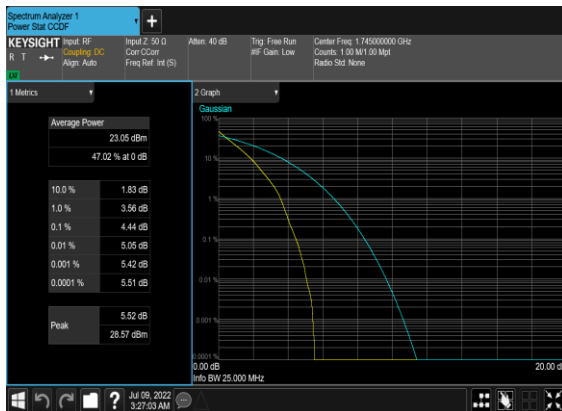 Spectrum Analyzer 1
Power Stat CCDF
KEYSIGHT
R T
Input: RF
Coupling: DC
Align: Auto
Input Z: 50 Ω
Corr CCorr
Freq Ref: Int (S)
Atten: 40 dB
Trig: Free Run
#IF Gain: Low
Center Freq: 1.745000000 GHz
Counts: 1.00 M/1.00 Mpt
Radio Std: None
1 Metrics
Average Power
23.05 dBm
47.02 % at 0 dB
10.0 % 1.83 dB
1.0 % 3.56 dB
0.1 % 4.44 dB
0.01 % 5.05 dB
0.001 % 5.42 dB
0.0001 % 5.51 dB
Peak
5.52 dB
28.57 dBm
2 Graph
Gaussian
100 %
10 %
1 %
0.1 %
0.01 %
0.001 %
0.0001 %
0.00 dB
20.00 d
Info BW 25.000 MHz
?
Jul 09, 2022
3:27:03 AM